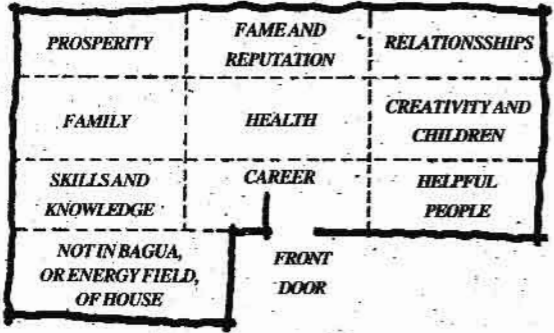 PROSPERITY
FAME AND
REPUTATION
RELATIONSSHIPS
FAMILY
HEALTH
CREATIVITY AND
CHILDREN
SKILLS AND
KNOWLEDGE
CAREER
HELPFUL
PEOPLE
NOT IN BAGUA,
OR ENERGY FIELD,
OF HOUSE
FRONT
DOOR